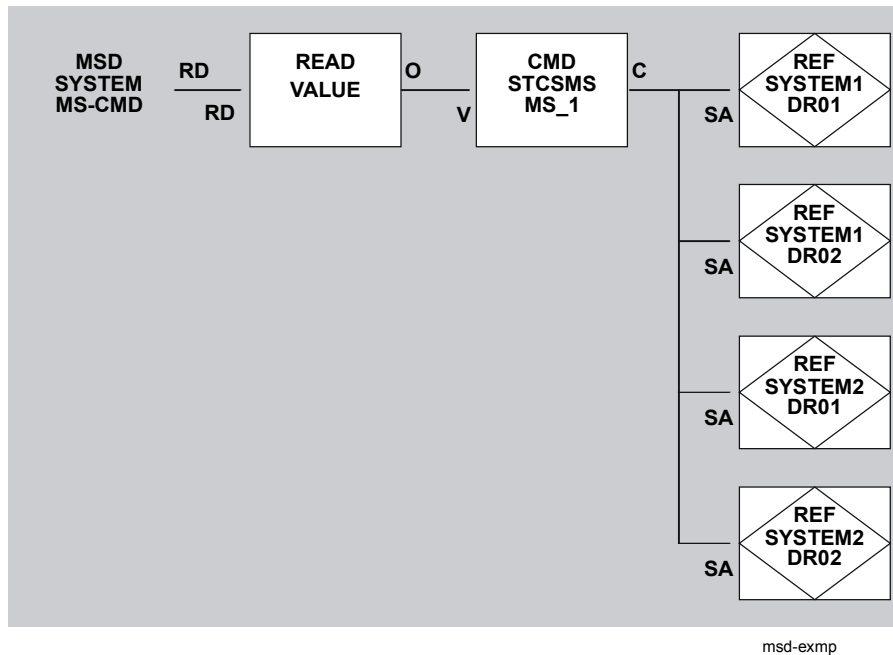 MSD
SYSTEM
MS-CMD
RD
RD
READ
VALUE
O
V
CMD
STCSMS
MS_1
C
SA
REF
SYSTEM1
DR01
SA
REF
SYSTEM1
DR02
SA
REF
SYSTEM2
DR01
SA
REF
SYSTEM2
DR02
msd-exmp